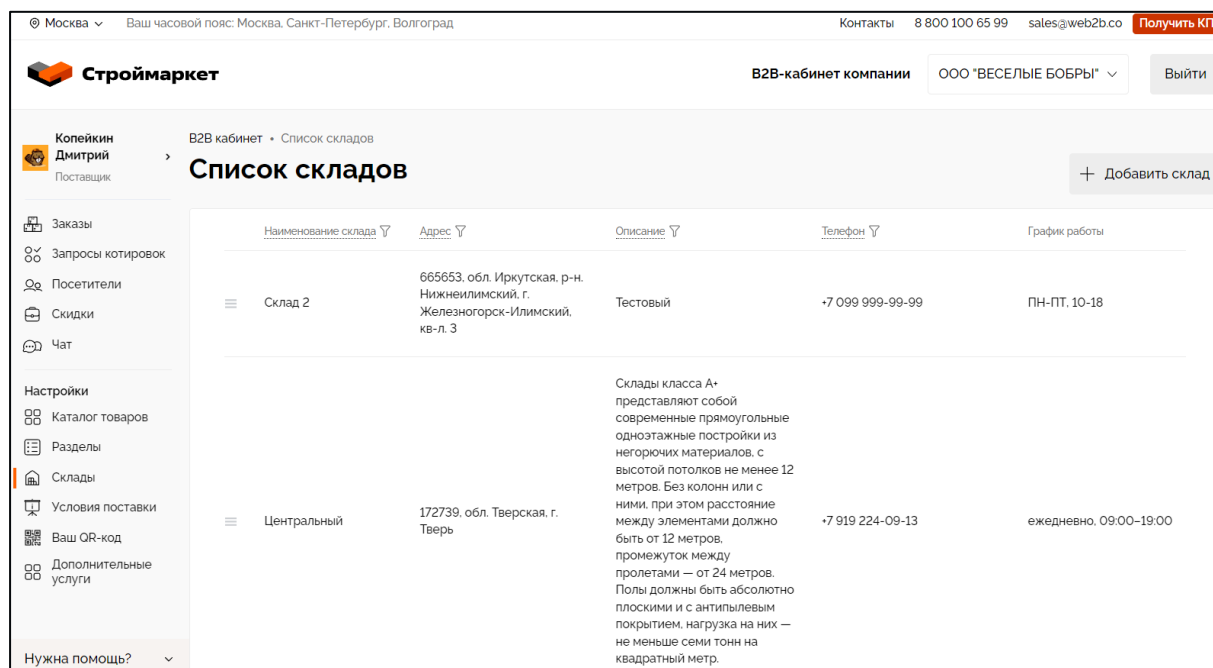 Москва
Ваш часовой пояс: Москва, Санкт-Петербург, Волгоград
Контакты
8 800 100 65 99
sales@web2b.co
Получить КП
Строймаркет
B2B-кабинет компании
ООО "ВЕСЕЛЫЕ БОБРЫ"
Выйти
Копейкин
Дмитрий
Поставщик
B2B кабинет • Список складов
Список складов
+ Добавить склад
Заказы
Запросы котировок
Посетители
Скидки
Чат
Настройки
Каталог товаров
Разделы
Склады
Условия поставки
Ваш QR-код
Дополнительные
услуги
Нужна помощь?
Наименование склада
Адрес
Описание
Телефон
График работы
Склад 2
665653, обл. Иркутская, р-н.
Нижнеилимский, г.
Железногорск-Илимский,
кв-л. 3
Тестовый
+7 099 999-99-99
ПН-ПТ, 10-18
Центральный
172739, обл. Тверская, г.
Тверь
Склады класса А+
представляют собой
современные прямоугольные
одноэтажные постройки из
негорючих материалов, с
высотой потолков не менее 12
метров. Без колонн или с
ними, при этом расстояние
между элементами должно
быть от 12 метров,
промежуток между
пролетами — от 24 метров.
Полы должны быть абсолютно
плоскими и с антипылевым
покрытием, нагрузка на них —
не меньше семи тонн на
квадратный метр.
+7 919 224-09-13
ежедневно, 09:00–19:00